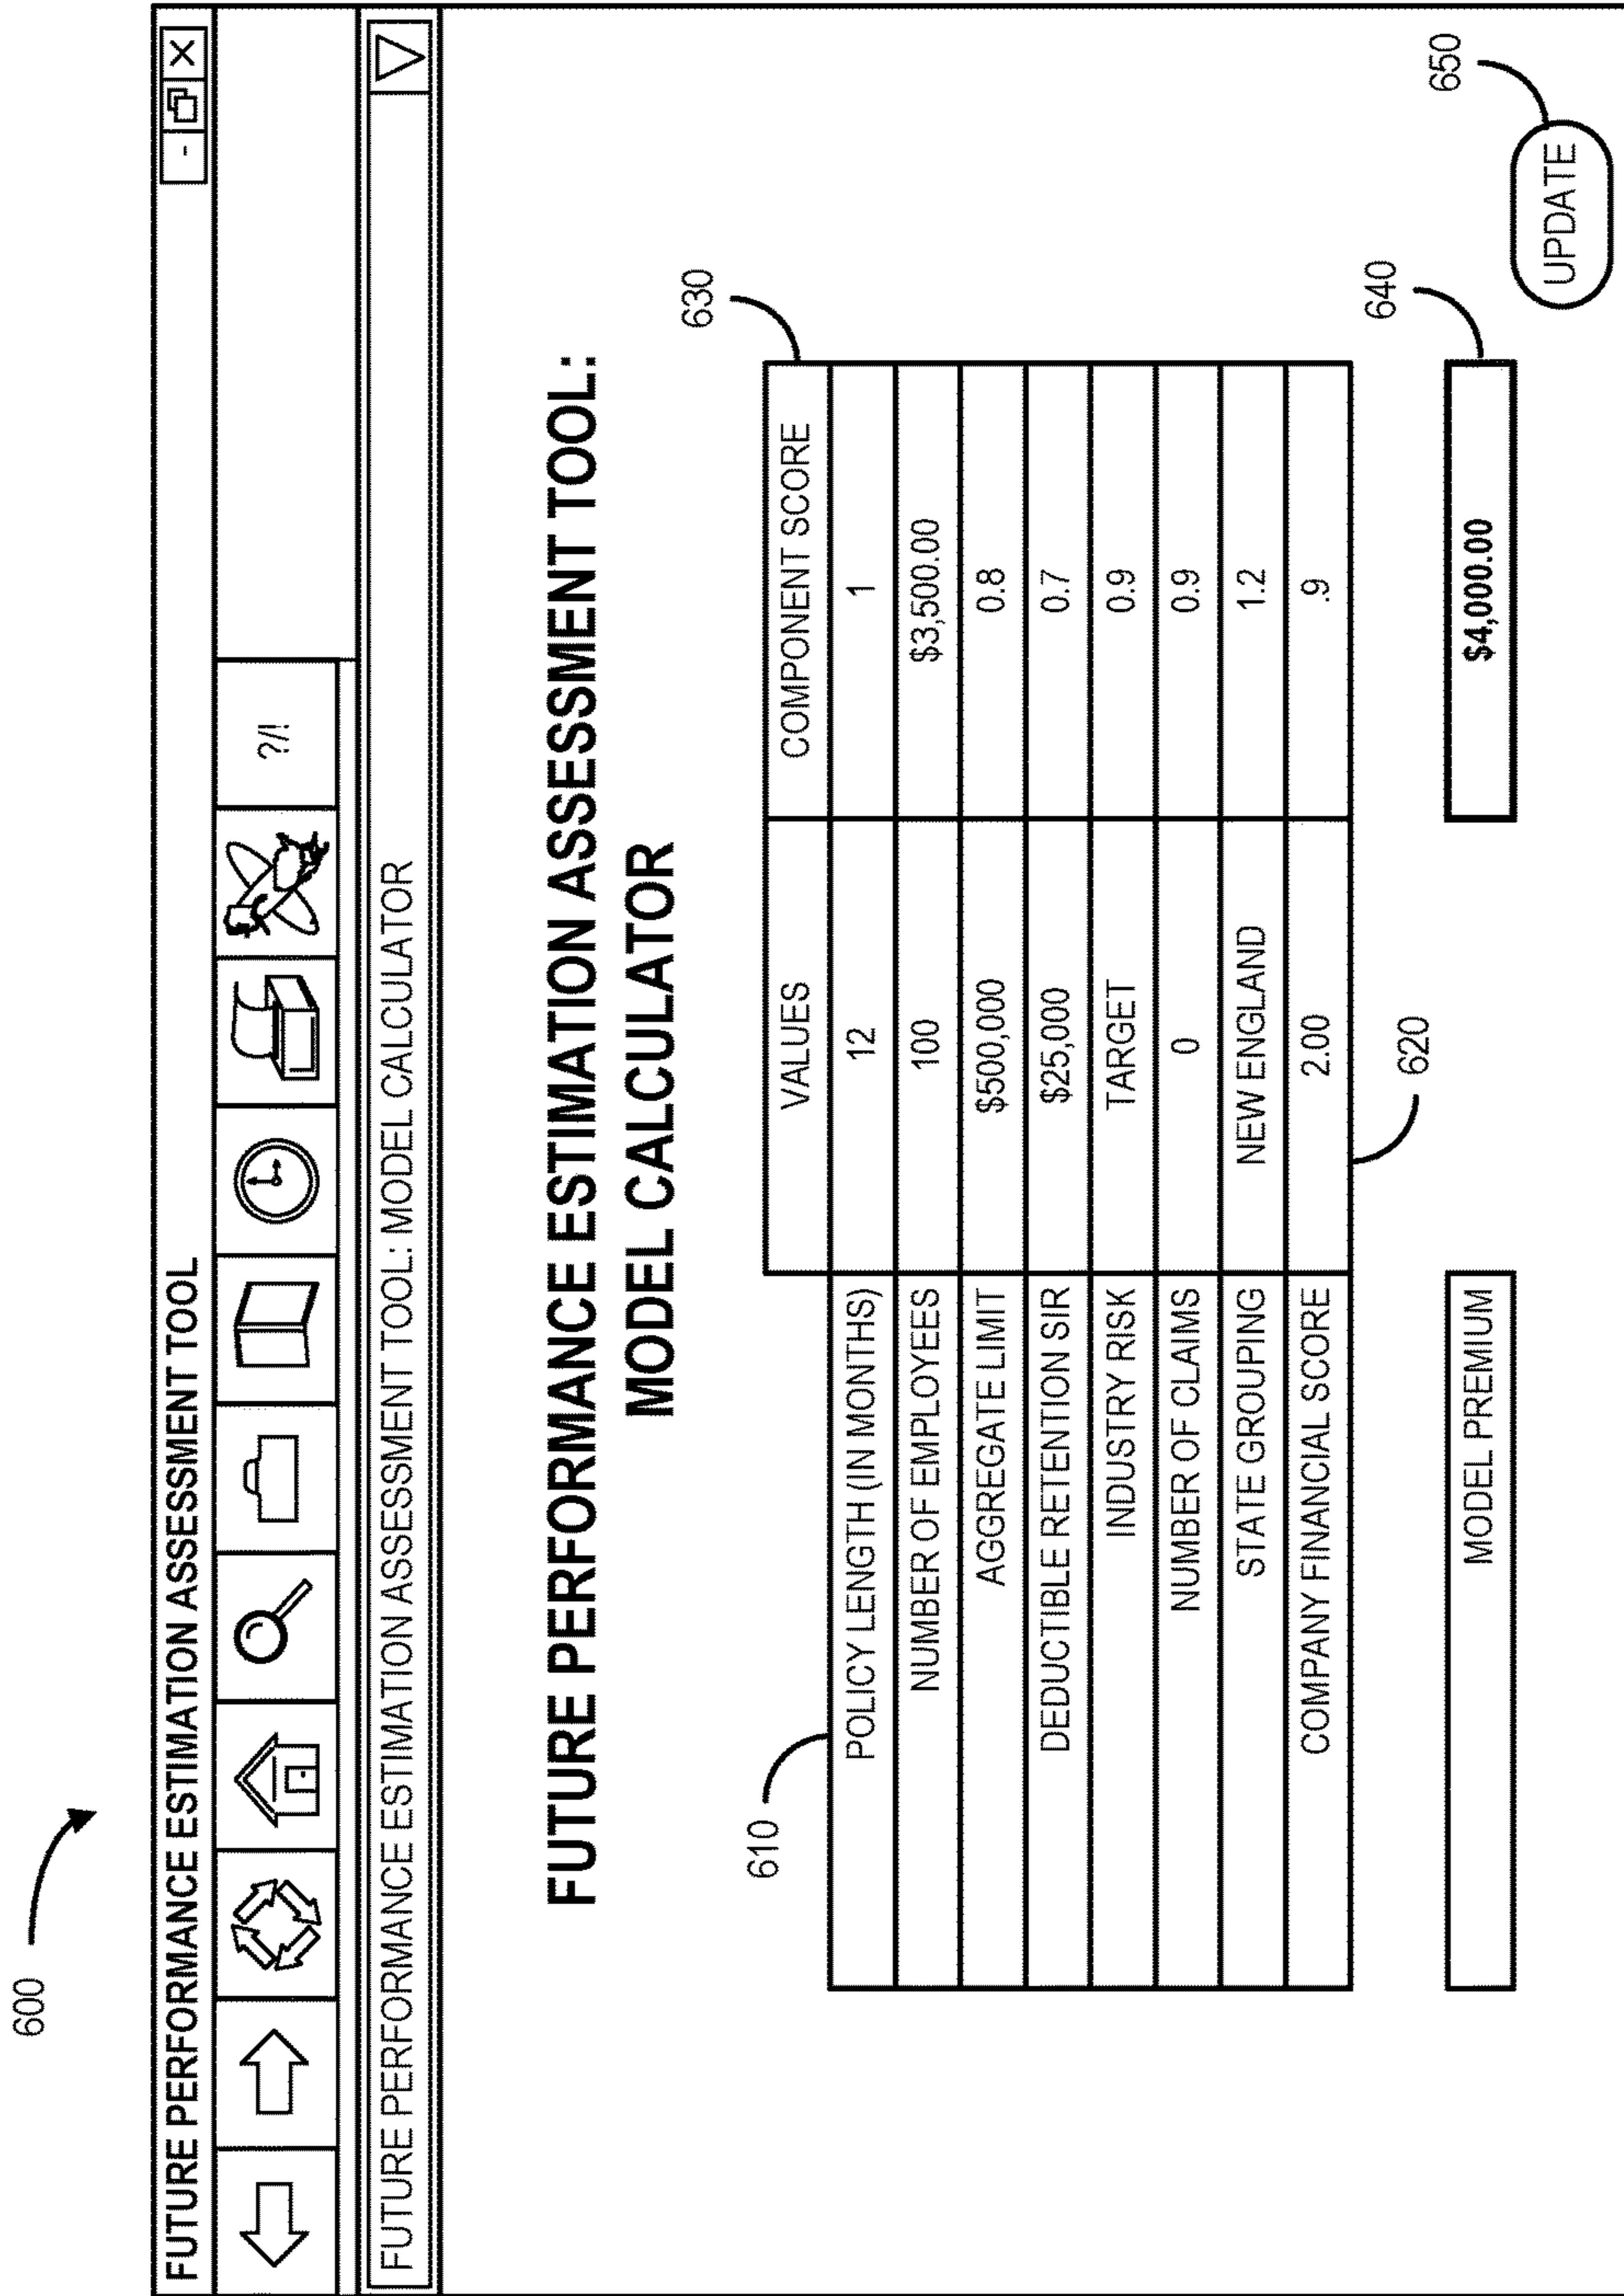 600
FUTURE PERFORMANCE ESTIMATION ASSESSMENT TOOL
- X
?/!
FUTURE PERFORMANCE ESTIMATION ASSESSMENT TOOL: MODEL CALCULATOR
FUTURE PERFORMANCE ESTIMATION ASSESSMENT TOOL:
MODEL CALCULATOR
610
630
VALUES COMPONENT SCORE
POLICY LENGTH (IN MONTHS) 12 1
NUMBER OF EMPLOYEES 100 $3,500.00
AGGREGATE LIMIT $500,000 0.8
DEDUCTIBLE RETENTION SIR $25,000 0.7
INDUSTRY RISK TARGET 0.9
NUMBER OF CLAIMS 0 0.9
STATE GROUPING NEW ENGLAND 1.2
COMPANY FINANCIAL SCORE 2.00 .9
620
640
MODEL PREMIUM $4,000.00
650
UPDATE